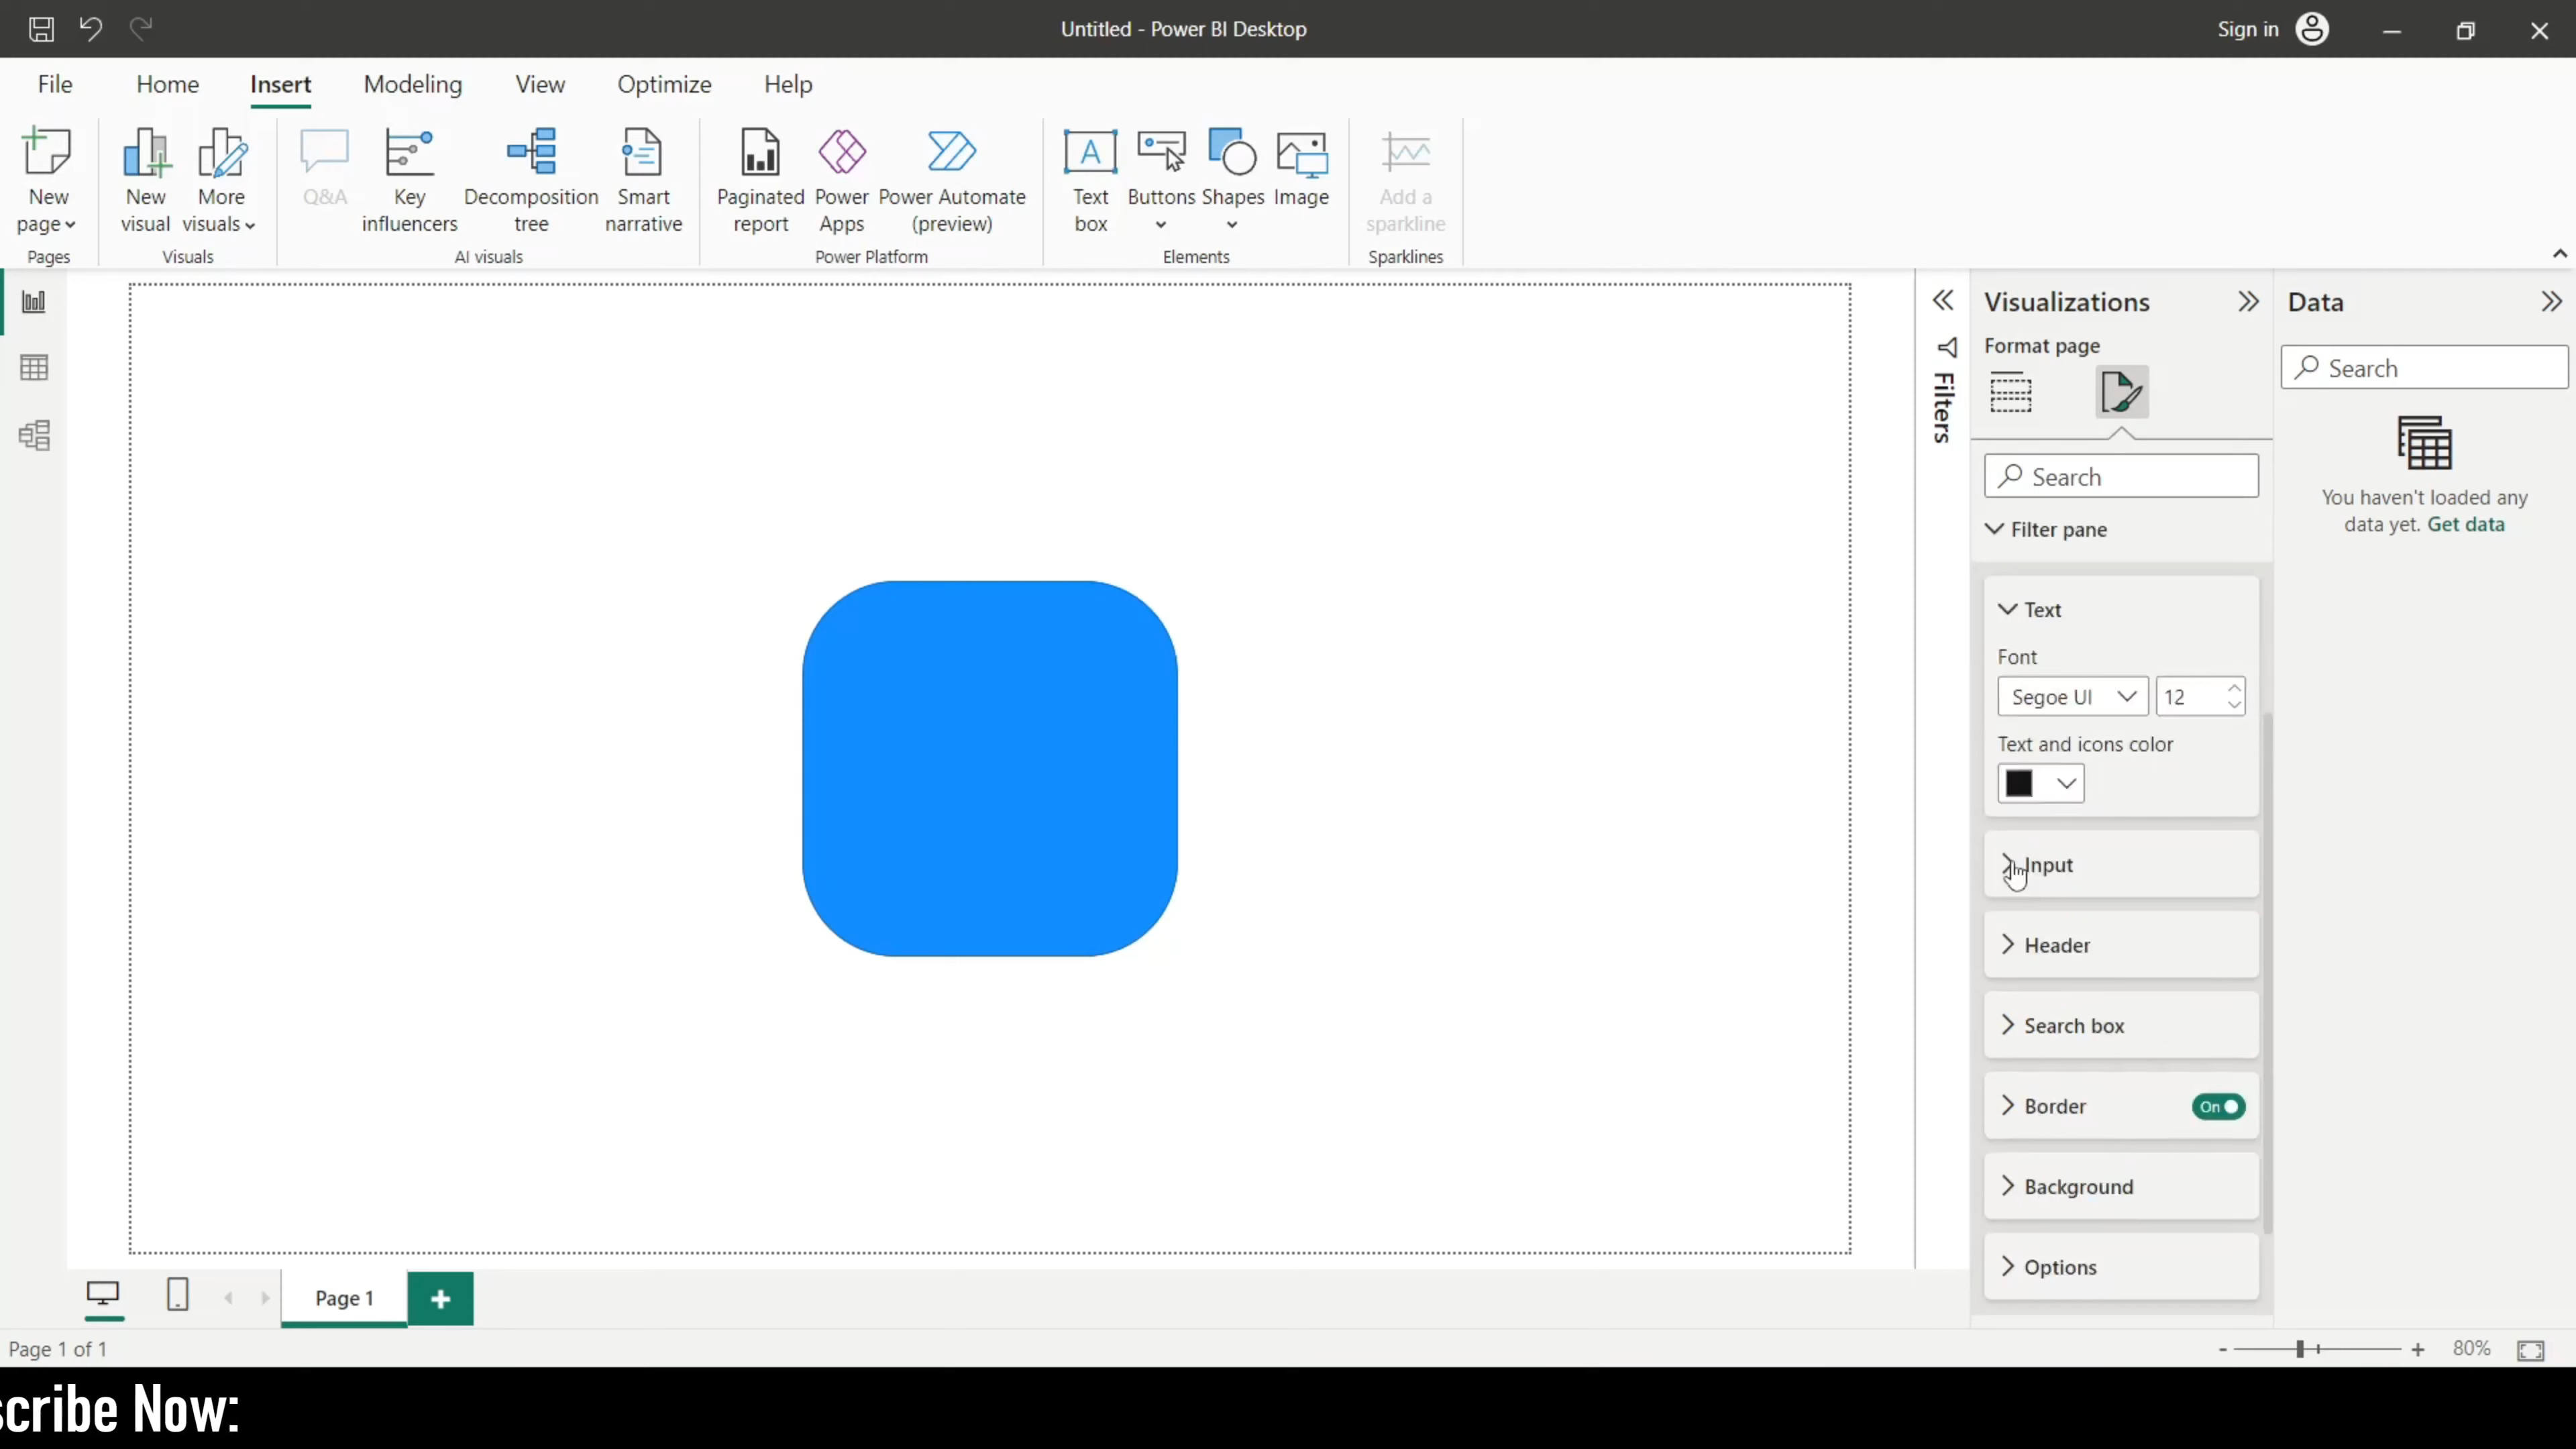 Untitled - Power BI Desktop
Sign in
File Home Insert Modeling View Optimize Help
New page
New visual
More visuals
Q&A
Key influencers
Decomposition tree
Smart narrative
Paginated report
Power Apps
Power Automate (preview)
Text box
Buttons
Shapes
Image
Add a sparkline
Pages
Visuals
AI visuals
Power Platform
Elements
Sparklines
Filters
Visualizations
Format page
Search
Filter pane
Text
Font
Segoe UI 12
Text and icons color
Input
Header
Search box
Border On
Background
Options
Data
Search
You haven't loaded any
data yet. Get data
Page 1
Page 1 of 1
- + 80%
scribe Now: